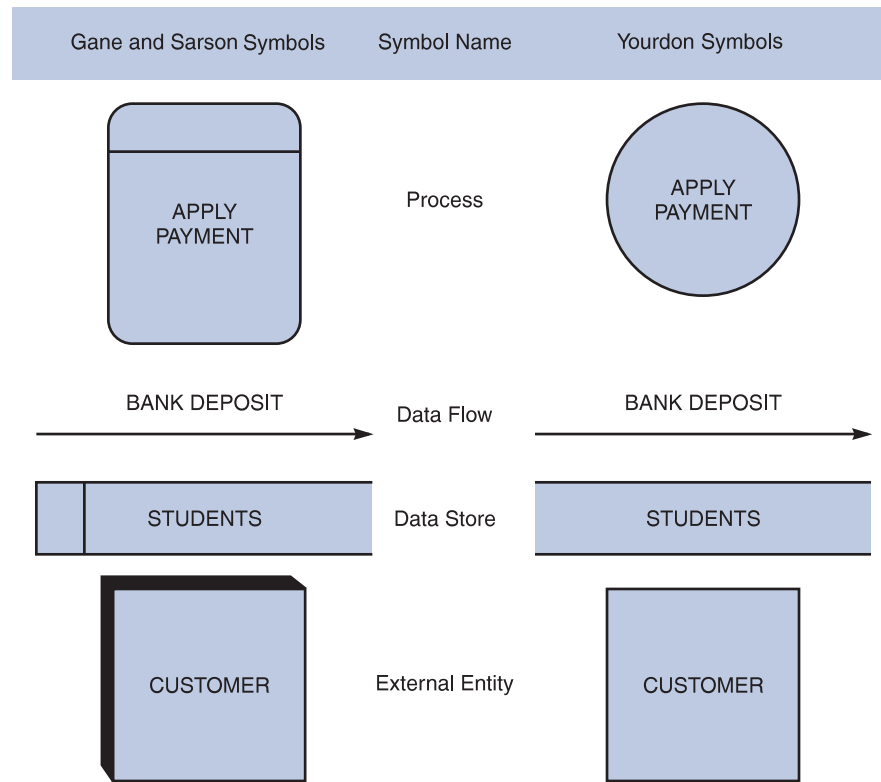 Gane and Sarson Symbols
Symbol Name
Yourdon Symbols
APPLY
PAYMENT
Process
APPLY
PAYMENT
BANK DEPOSIT
Data Flow
BANK DEPOSIT
STUDENTS
Data Store
STUDENTS
CUSTOMER
External Entity
CUSTOMER